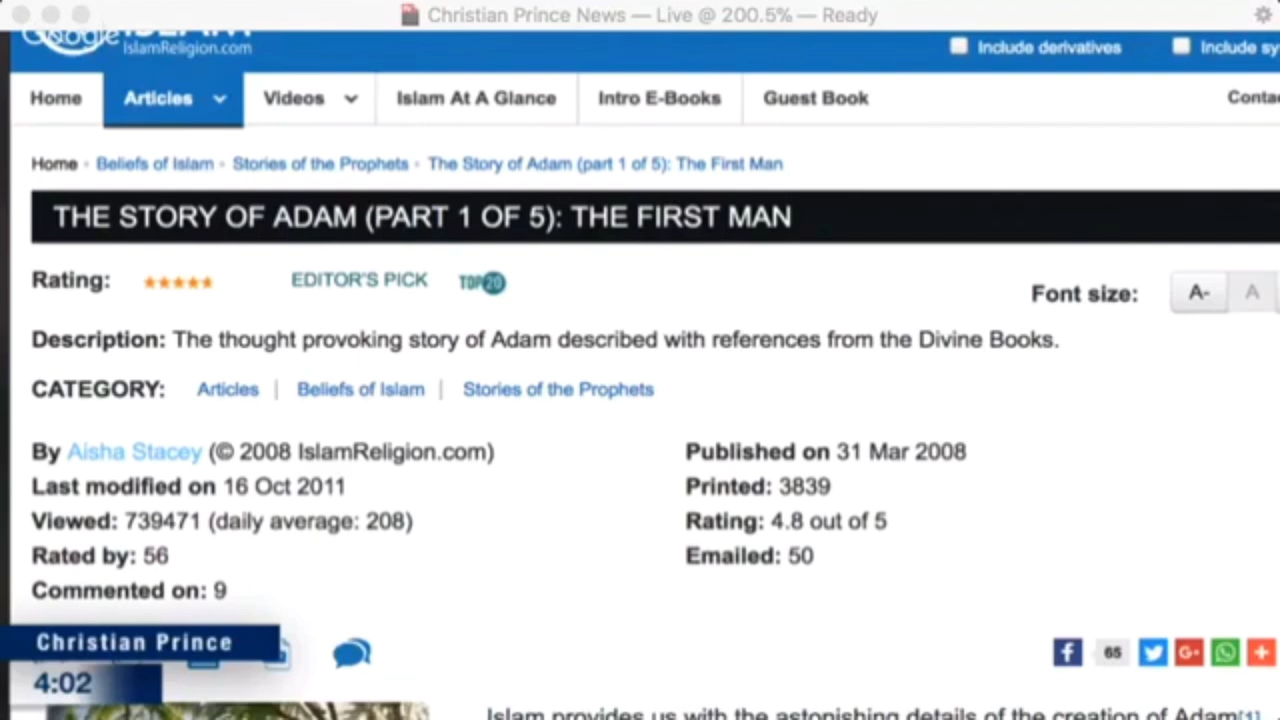 Christian Prince News — Live @ 200.5% — Ready
Google
IslamReligion.com
Include derivatives
Include sy
Home
Articles
Videos
Islam At A Glance
Intro E-Books
Guest Book
Conta
Home • Beliefs of Islam • Stories of the Prophets • The Story of Adam (part 1 of 5): The First Man
THE STORY OF ADAM (PART 1 OF 5): THE FIRST MAN
Rating:
EDITOR'S PICK
TOP 20
Font size:
A-
A
Description: The thought provoking story of Adam described with references from the Divine Books.
CATEGORY: Articles | Beliefs of Islam | Stories of the Prophets
By Aisha Stacey (© 2008 IslamReligion.com)
Published on 31 Mar 2008
Last modified on 16 Oct 2011
Printed: 3839
Viewed: 739471 (daily average: 208)
Rating: 4.8 out of 5
Rated by: 56
Emailed: 50
Commented on: 9
Christian Prince
65
4:02
Islam provides us with the astonishing details of the creation of Adam[1]